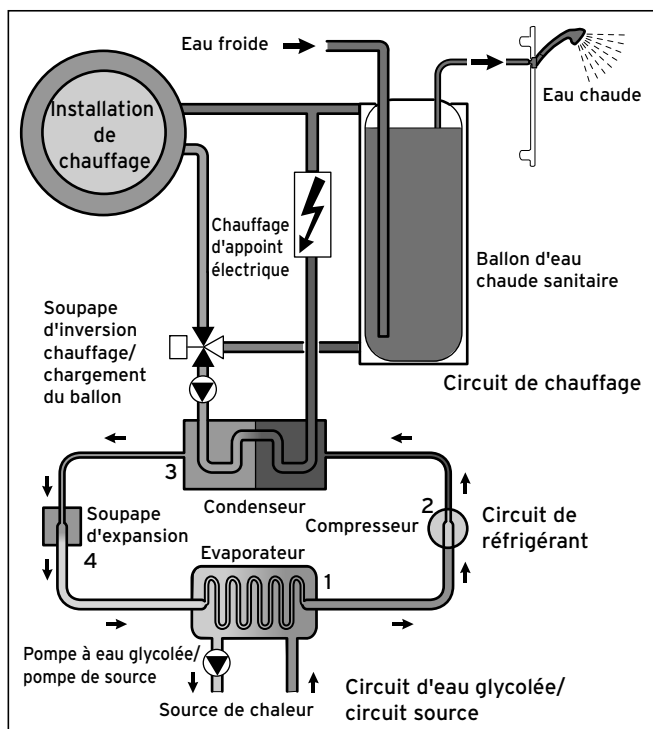 Eau froide
Eau chaude
Installation
de
chauffage
Chauffage
d'appoint
électrique
Ballon d'eau
chaude sanitaire
Soupape
d'inversion
chauffage/
chargement
du ballon
Circuit de chauffage
3
Condenseur
2
Compresseur
Circuit de
réfrigérant
Soupape
d'expansion
4
Evaporateur
1
Pompe à eau glycolée/
pompe de source
Source de chaleur
Circuit d'eau glycolée/
circuit source